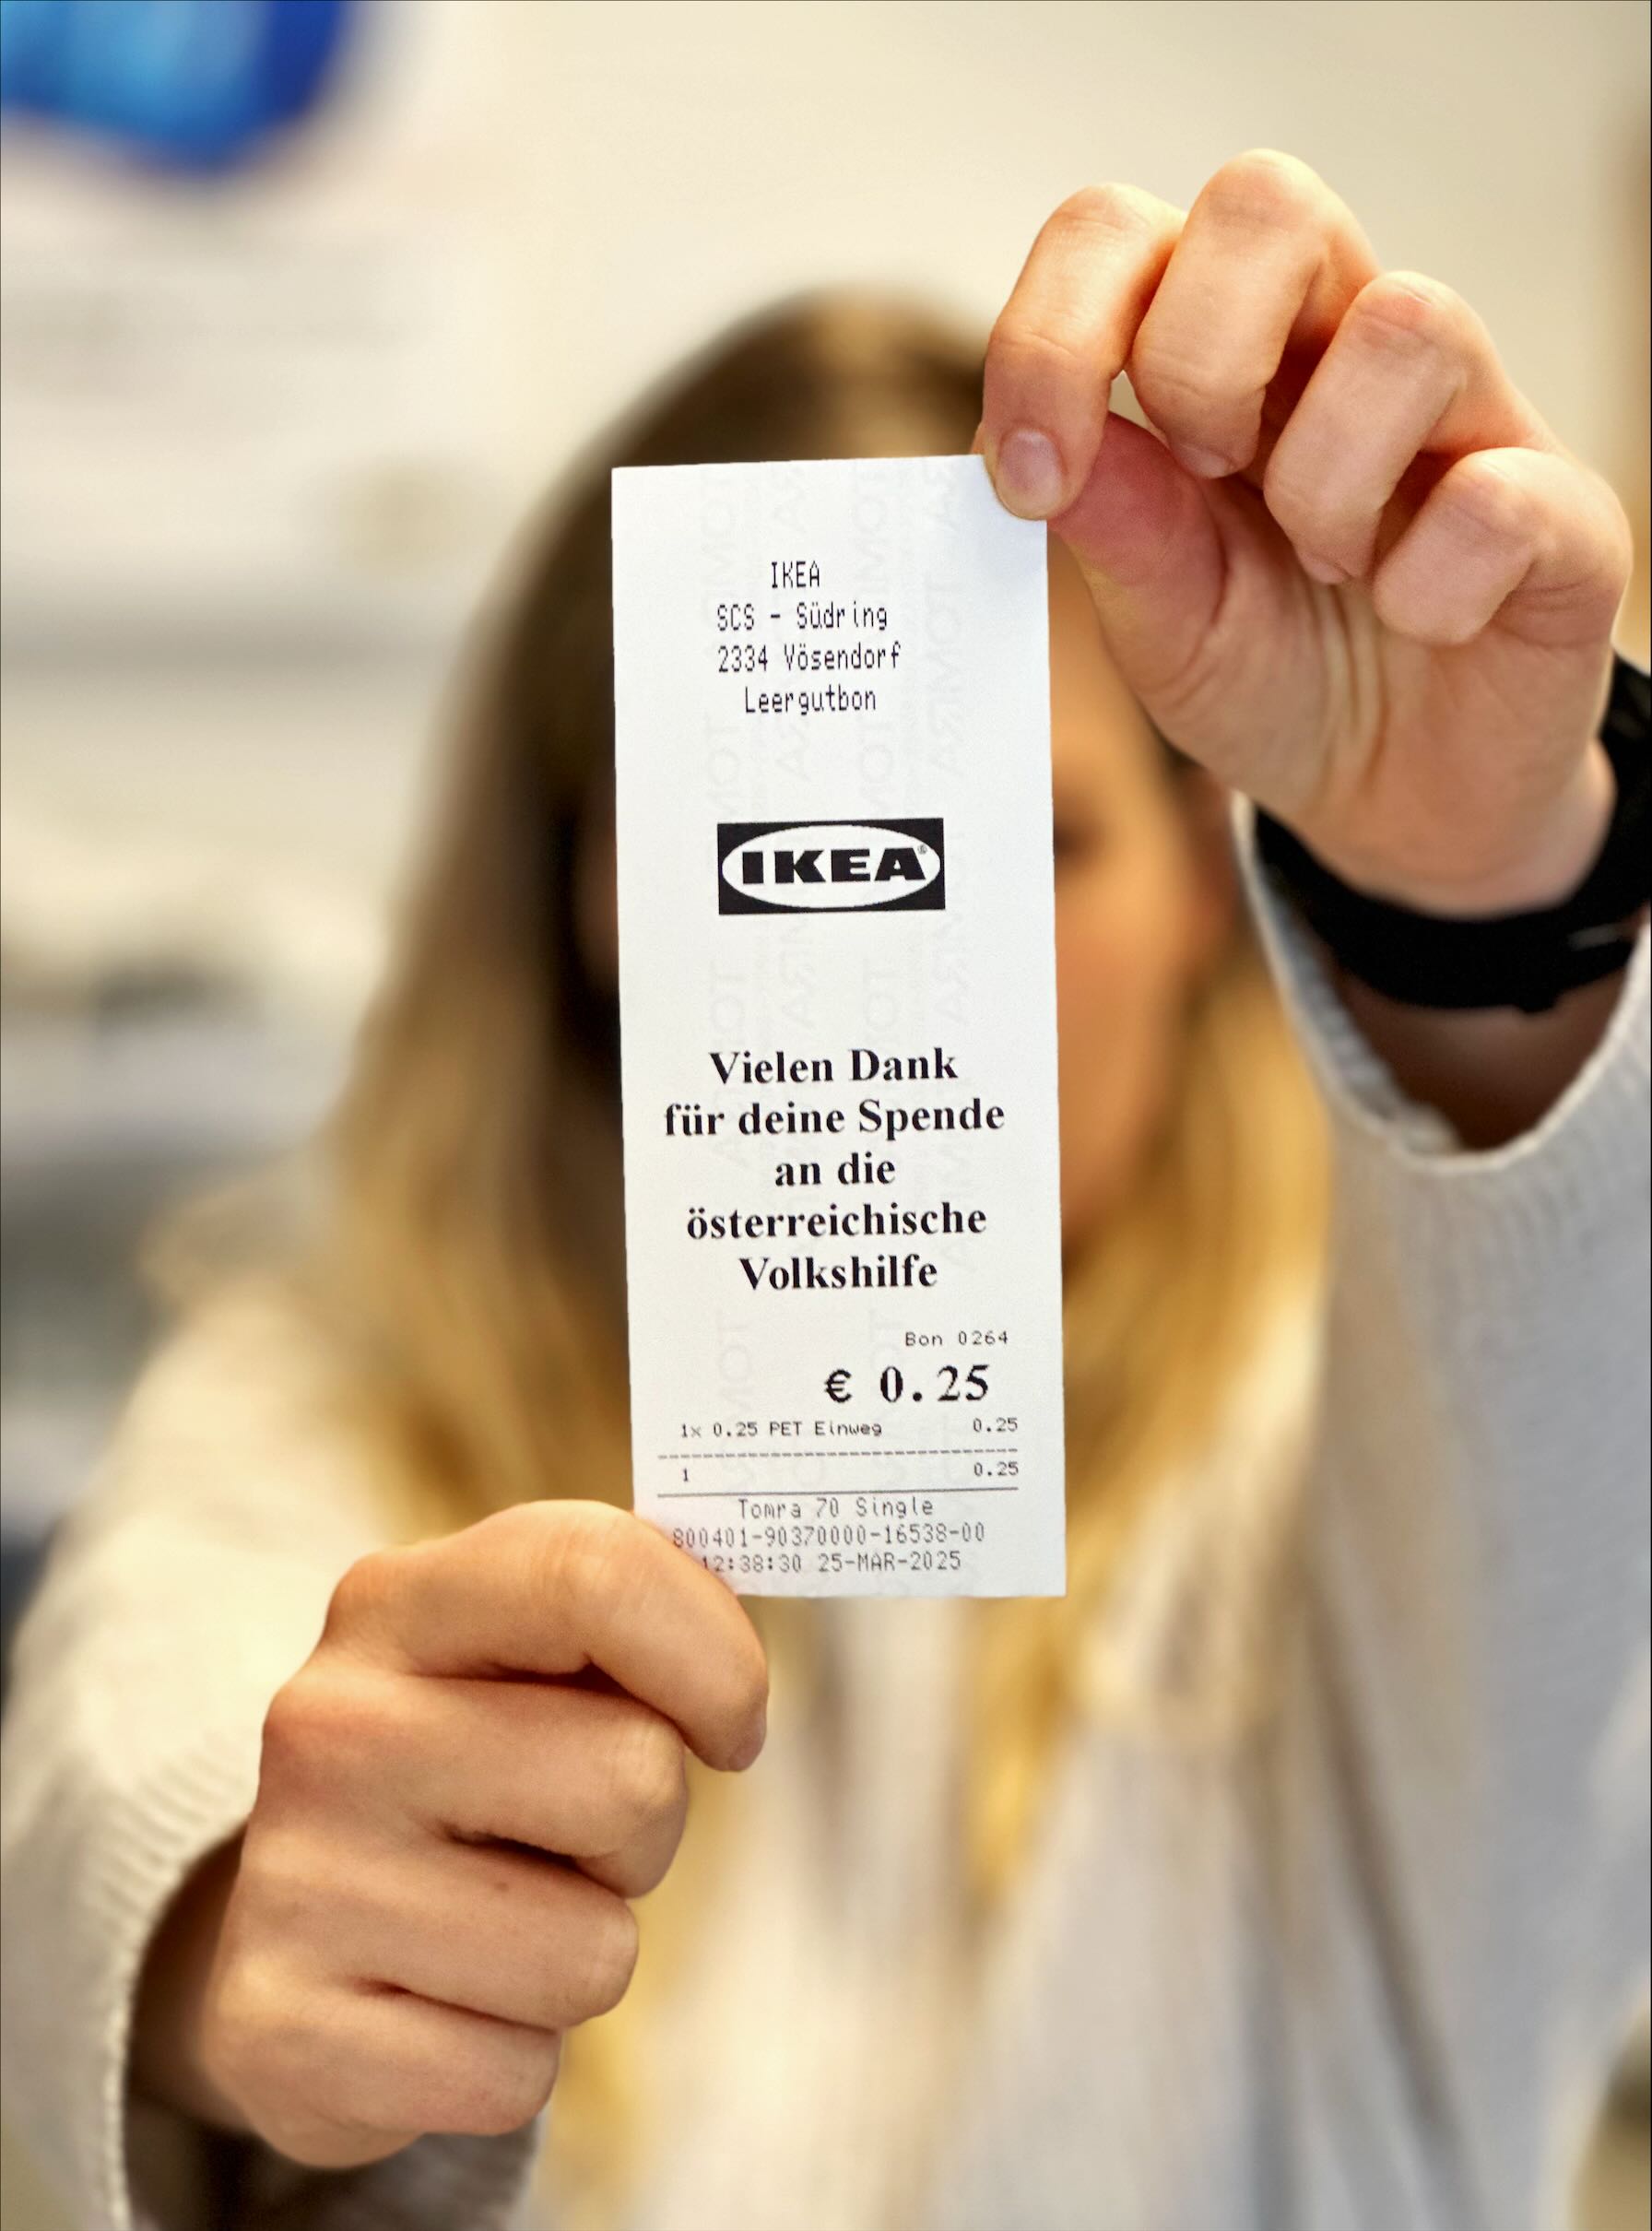 IKEA
SCS - Südring
2334 Vösendorf
Leergutbon
IKEA®
Vielen Dank
für deine Spende
an die
österreichische
Volkshilfe
Bon 0264
€ 0.25
1x 0.25 PET Einweg 0.25
1 0.25
Tomra 70 Single
800401-90370000-16538-00
12:38:30 25-MAR-2025